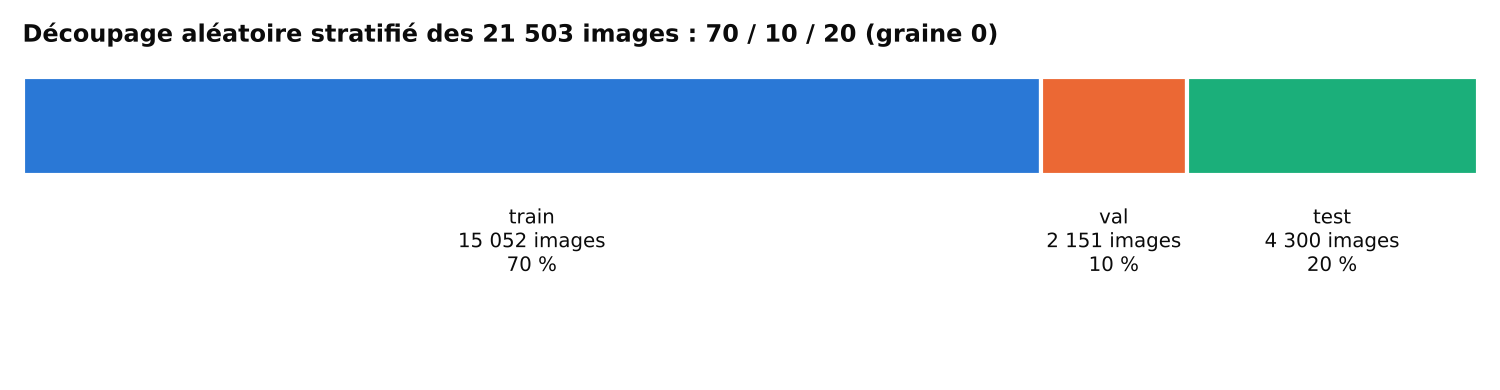 Découpage aléatoire stratifié des 21 503 images : 70 / 10 / 20 (graine 0)
train
15 052 images
70 %
val
2 151 images
10 %
test
4 300 images
20 %